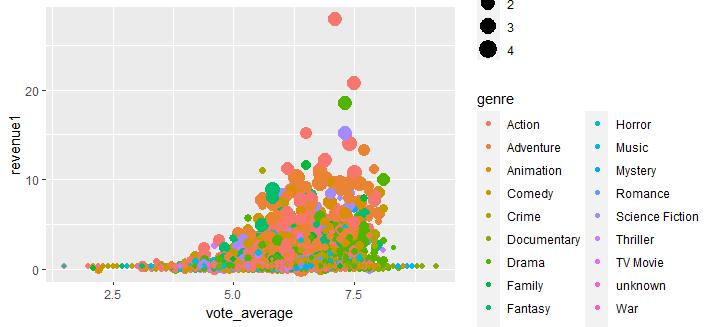 2
3
4
genre
Action
Adventure
Animation
Comedy
Crime
Documentary
Drama
Family
Fantasy
Horror
Music
Mystery
Romance
Science Fiction
Thriller
TV Movie
unknown
War
revenue1
20
10
0
2.5 5.0 7.5
vote_average